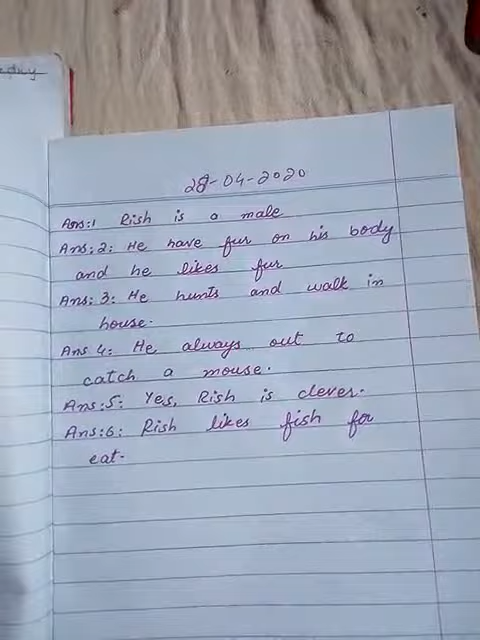 28-04-2020
Ans:1 Rish is a male
Ans:2: He have fur on his body
and he likes fur
Ans:3: He hunts and walk in
house.
Ans 4: He always out to
catch a mouse.
Ans:5: Yes, Rish is clever.
Ans:6: Rish likes fish for
eat.